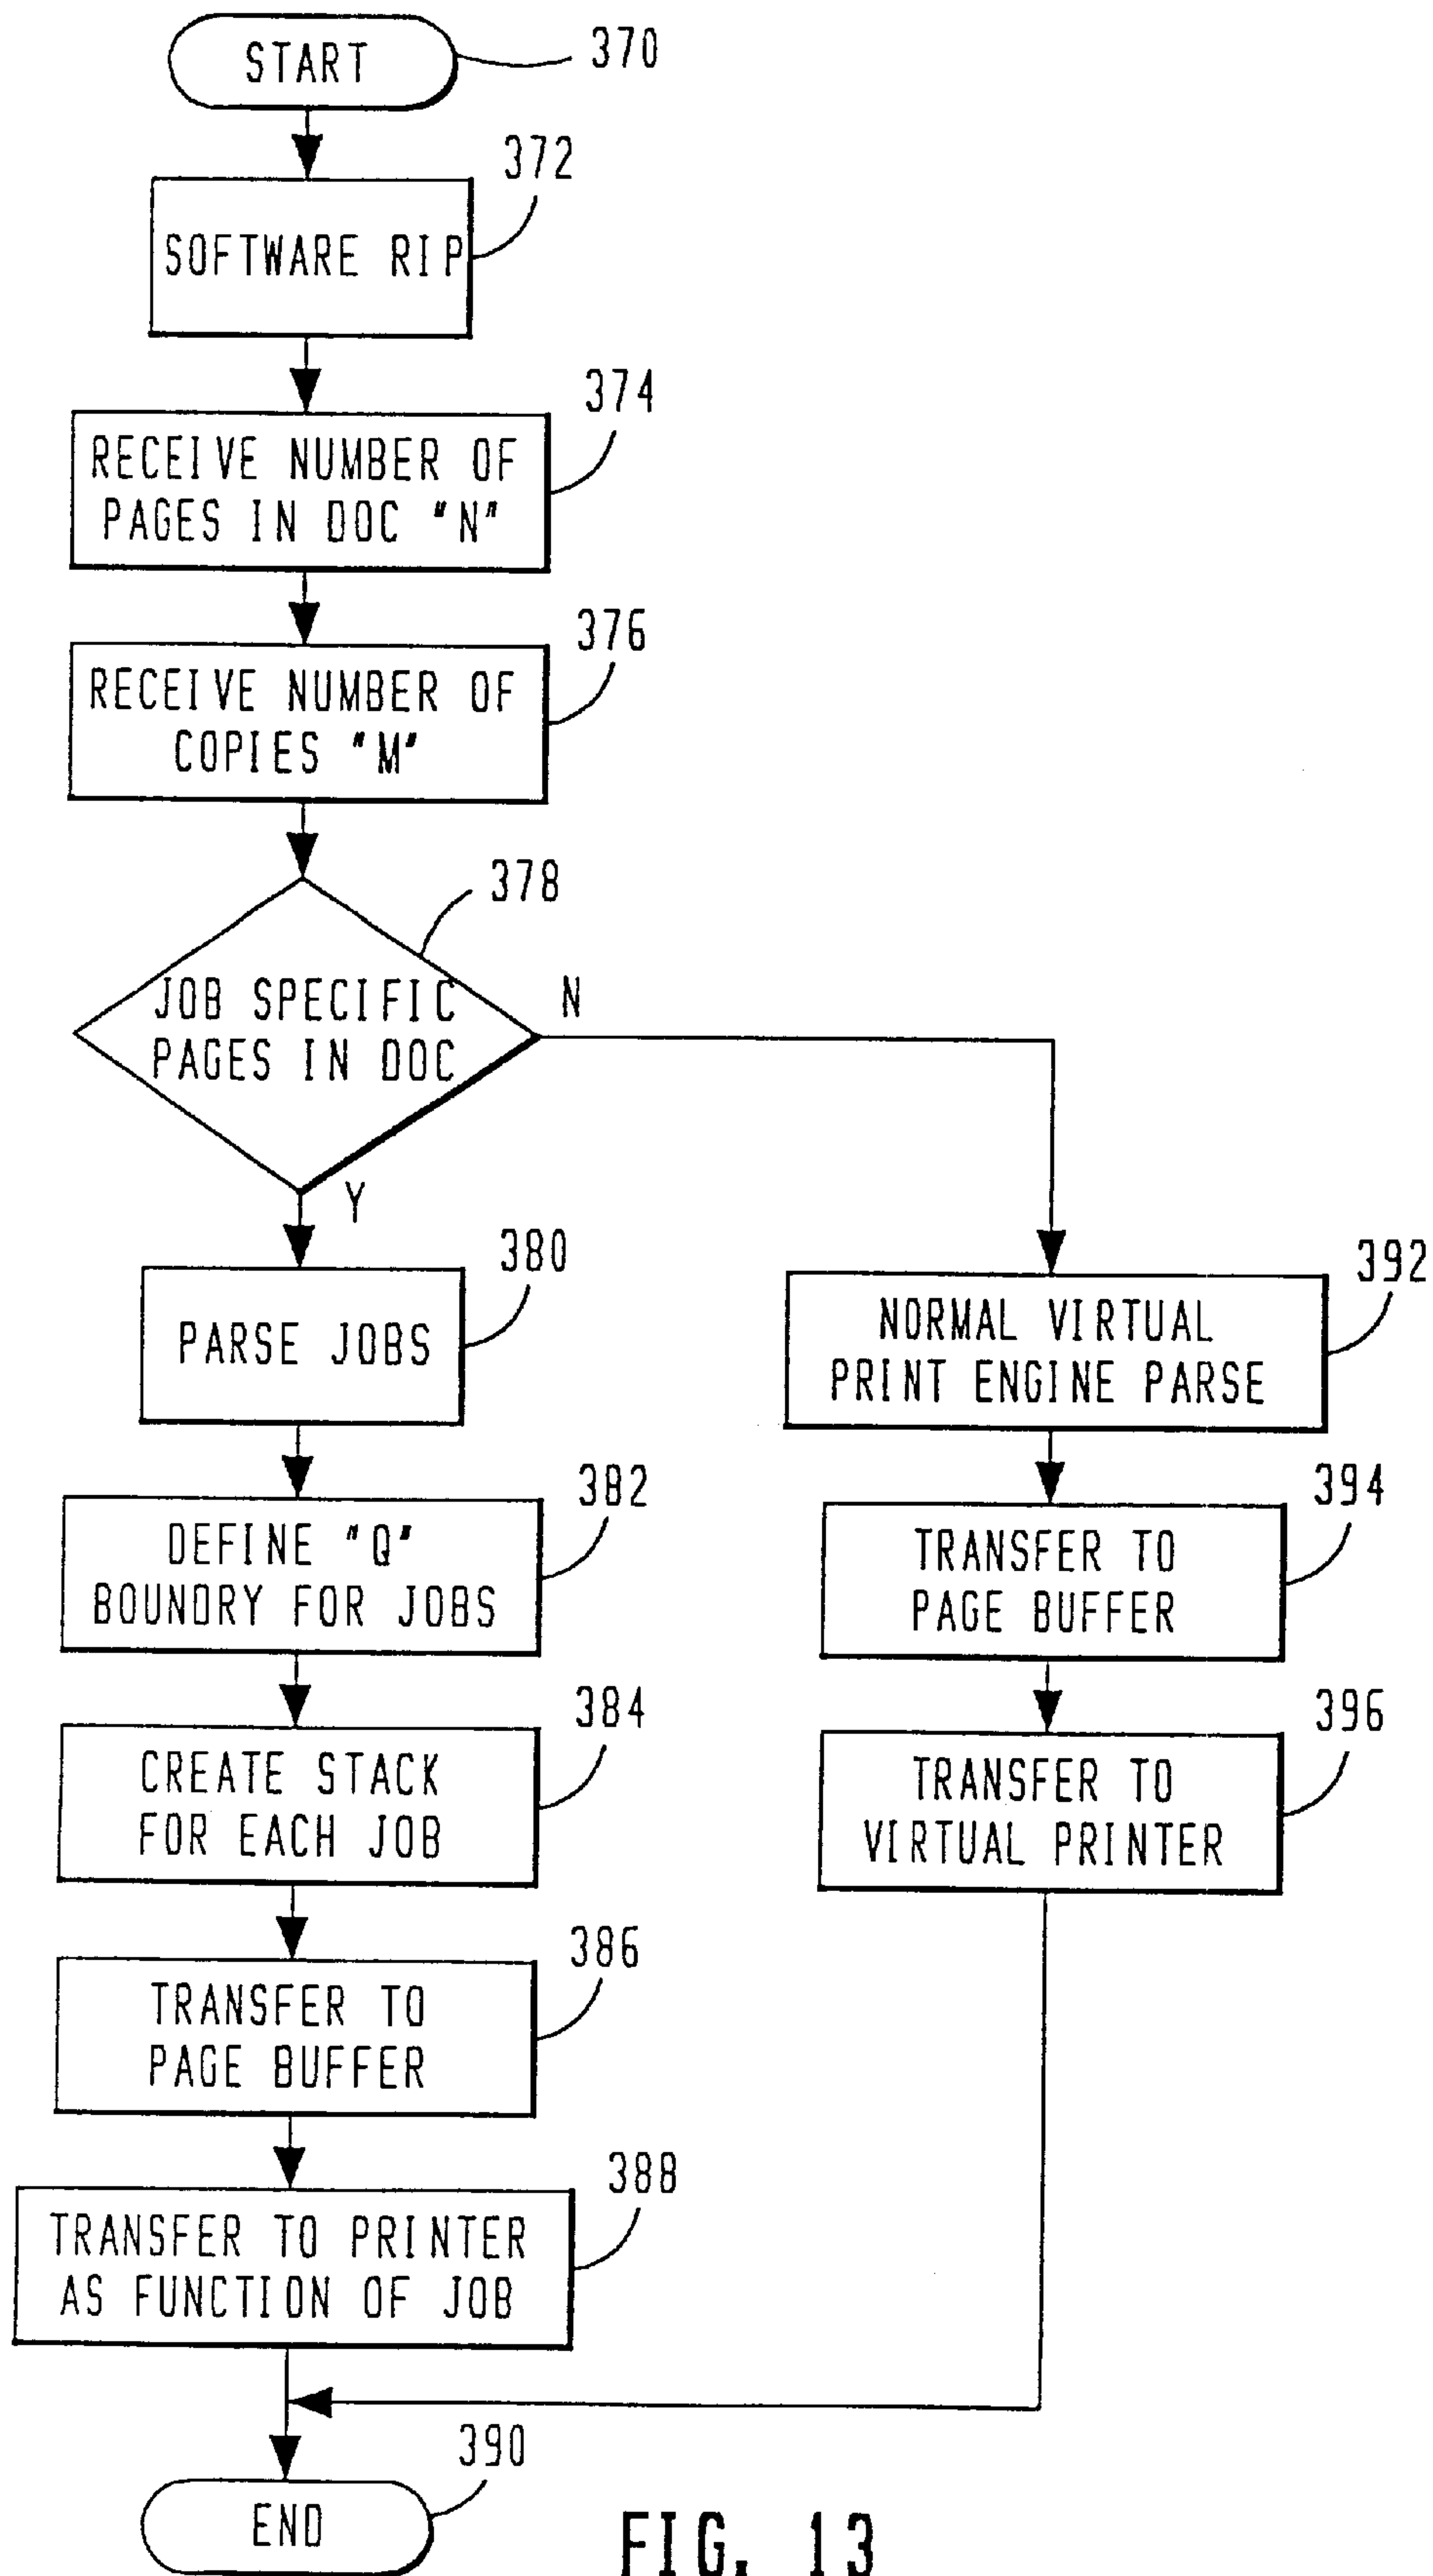 START
370
372
SOFTWARE RIP
374
RECEIVE NUMBER OF
PAGES IN DOC "N"
376
RECEIVE NUMBER OF
COPIES "M"
378
JOB SPECIFIC
PAGES IN DOC
N
Y
380
PARSE JOBS
392
NORMAL VIRTUAL
PRINT ENGINE PARSE
382
DEFINE "Q"
BOUNDRY FOR JOBS
394
TRANSFER TO
PAGE BUFFER
384
CREATE STACK
FOR EACH JOB
396
TRANSFER TO
VIRTUAL PRINTER
386
TRANSFER TO
PAGE BUFFER
388
TRANSFER TO PRINTER
AS FUNCTION OF JOB
390
END
FIG. 13